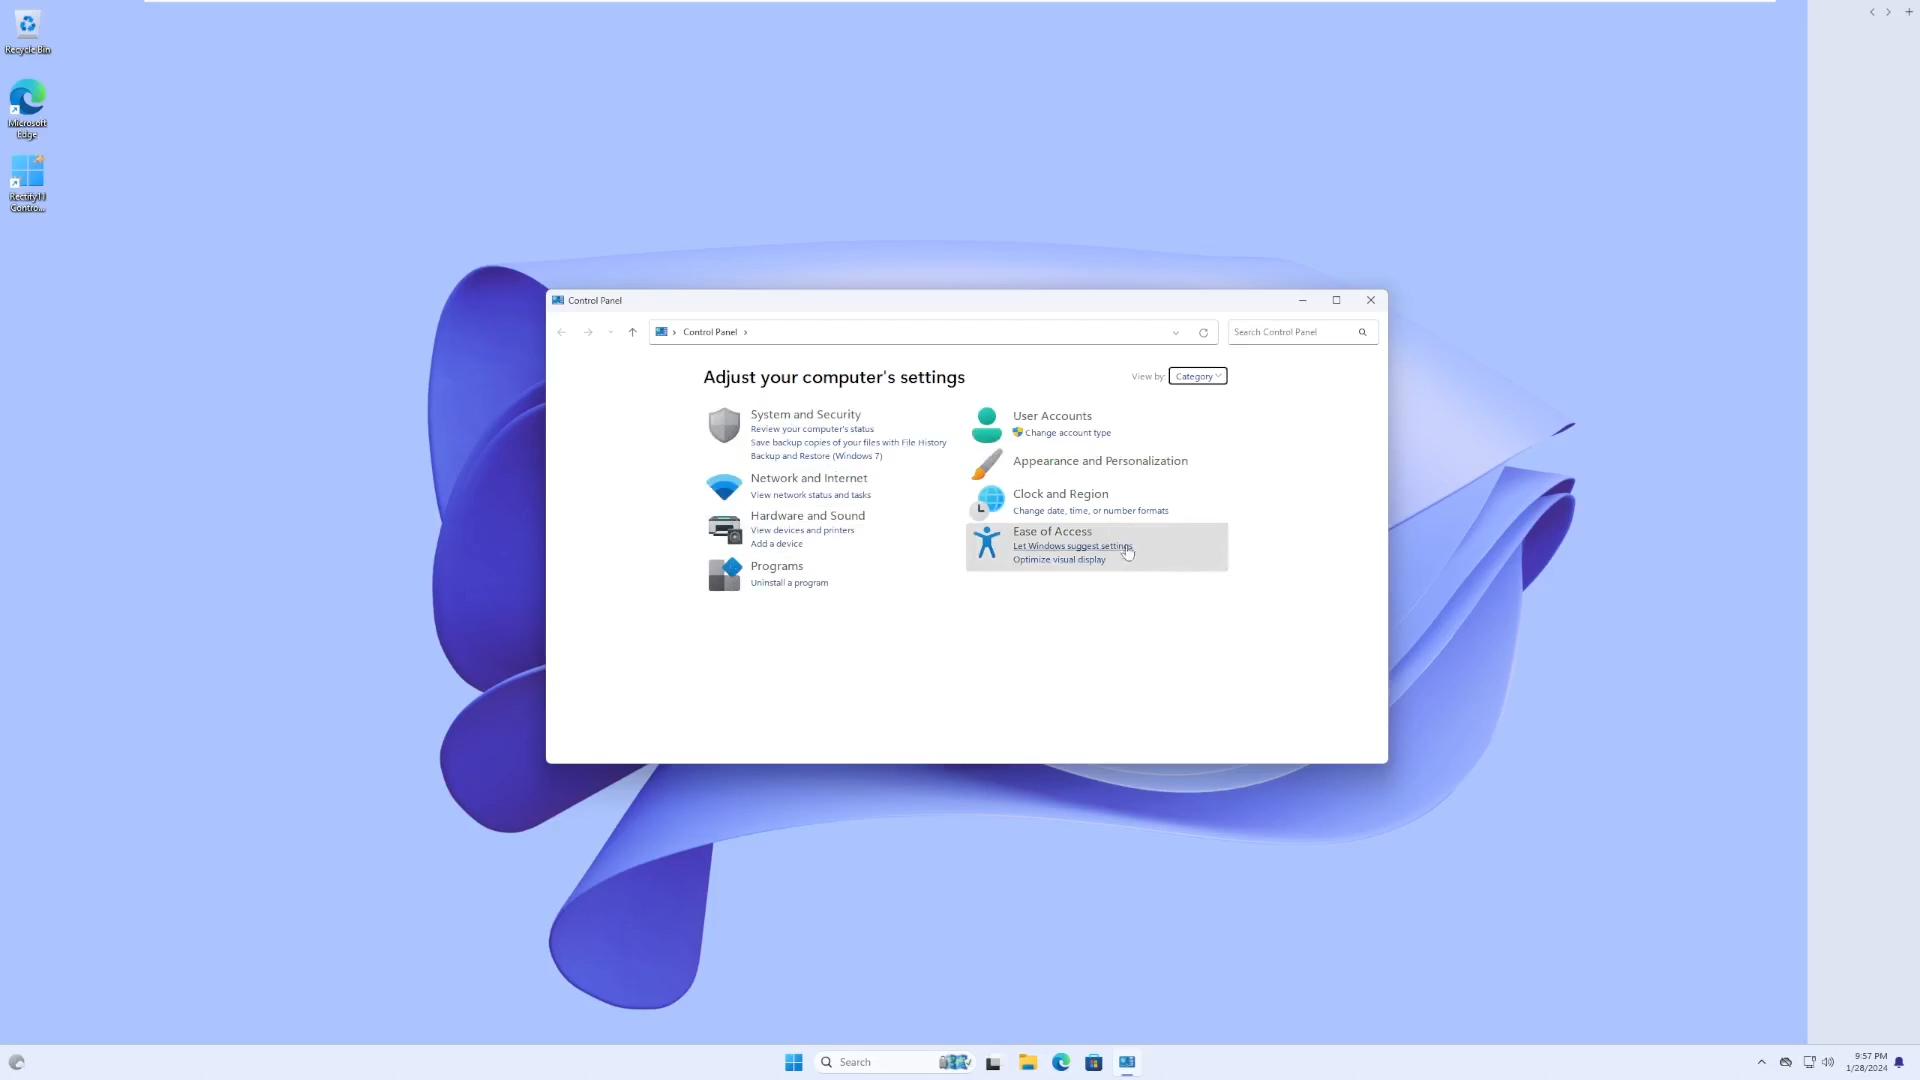 Recycle Bin
Microsoft
Edge
Rectify11
Contro...
Control Panel
Control Panel
Search Control Panel
Adjust your computer's settings
View by:
Category
System and Security
Review your computer's status
Save backup copies of your files with File History
Backup and Restore (Windows 7)
Network and Internet
View network status and tasks
Hardware and Sound
View devices and printers
Add a device
Programs
Uninstall a program
User Accounts
Change account type
Appearance and Personalization
Clock and Region
Change date, time, or number formats
Ease of Access
Let Windows suggest settings
Optimize visual display
Search
9:57 PM
1/28/2024